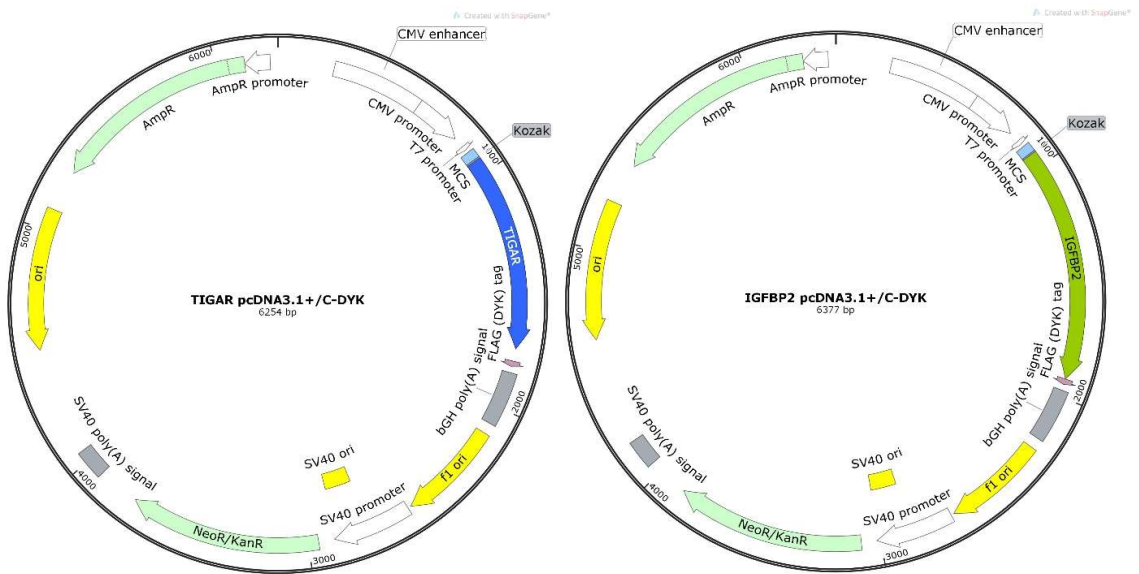 Created with SnapGene®
CMV enhancer
6000
AmpR promoter
AmpR
CMV promoter
T7 promoter
MCS
Kozak
1000
TIGAR
FLAG (DYK) tag
bGH poly(A) signal
2000
f1 ori
SV40 promoter
SV40 ori
3000
NeoR/KanR
SV40 poly(A) signal
4000
ori
5000
TIGAR pcDNA3.1+/C-DYK
6254 bp
Created with SnapGene®
CMV enhancer
6000
AmpR promoter
AmpR
CMV promoter
T7 promoter
MCS
Kozak
1000
IGFBP2
FLAG (DYK) tag
bGH poly(A) signal
2000
f1 ori
SV40 promoter
SV40 ori
3000
NeoR/KanR
SV40 poly(A) signal
4000
ori
5000
IGFBP2 pcDNA3.1+/C-DYK
6377 bp